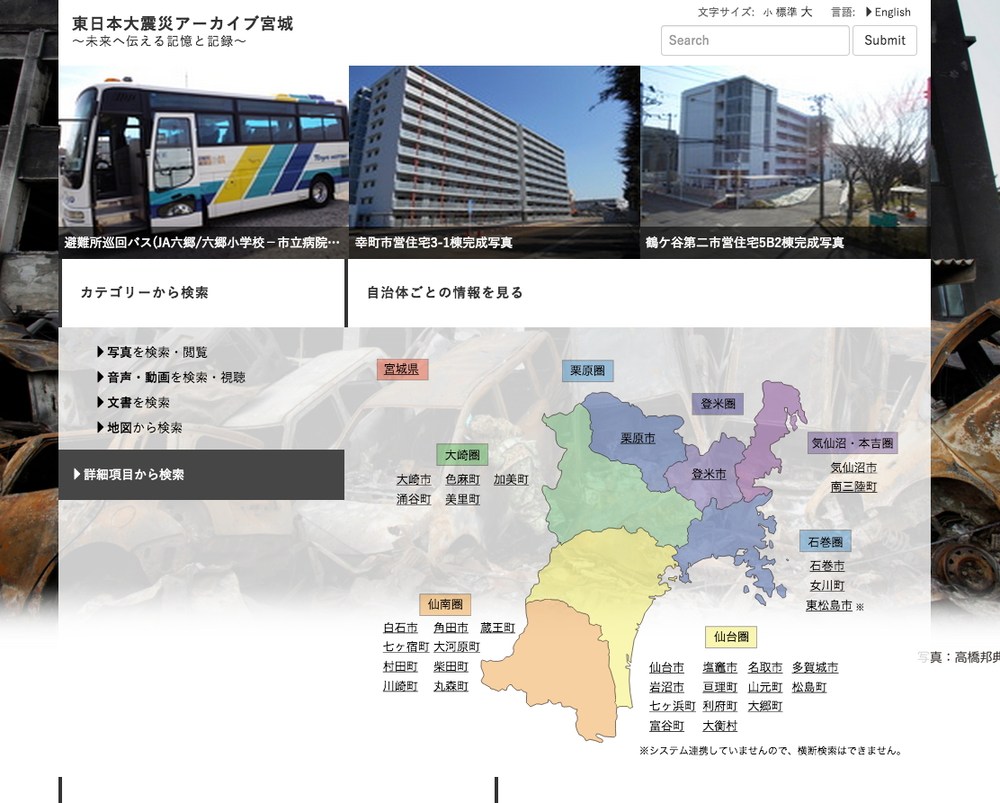 東日本大震災アーカイブ宮城
〜未来へ伝える記憶と記録〜
文字サイズ: 小 標準 大 言語: English
Search Submit
避難所巡回バス(JA六郷/六郷小学校－市立病院…
幸町市営住宅3-1棟完成写真
鶴ケ谷第二市営住宅5B2棟完成写真
カテゴリーから検索
自治体ごとの情報を見る
写真を検索・閲覧
音声・動画を検索・視聴
文書を検索
地図から検索
詳細項目から検索
宮城県
栗原圏
登米圏
栗原市
登米市
気仙沼・本吉圏
気仙沼市
南三陸町
大崎圏
大崎市 色麻町 加美町
涌谷町 美里町
石巻圏
石巻市
女川町
東松島市 ※
仙南圏
白石市 角田市 蔵王町
七ヶ宿町 大河原町
村田町 柴田町
川崎町 丸森町
仙台圏
仙台市 塩竈市 名取市 多賀城市
岩沼市 亘理町 山元町 松島町
七ヶ浜町 利府町 大郷町
富谷町 大衡村
※システム連携していませんので、横断検索はできません。
写真：高橋邦典